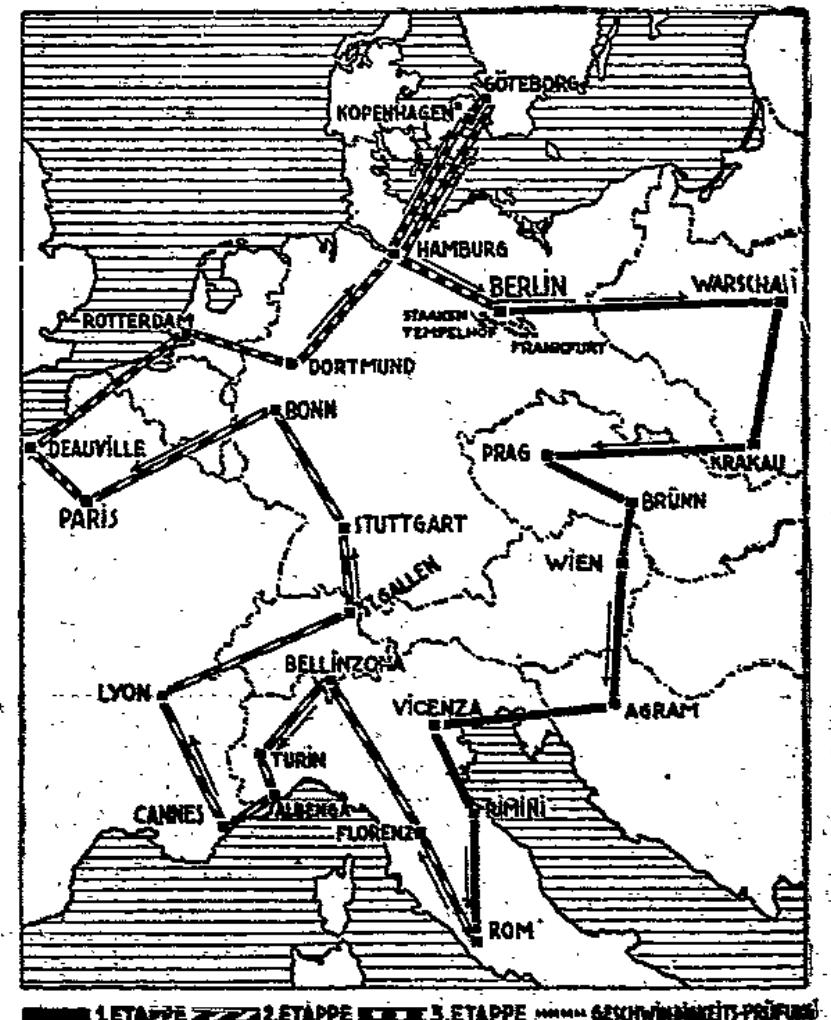 GÖTEBORG
KOPENHAGEN
HAMBURG
BERLIN
WARSCHAU
STAAKEN
TEMPELHOF
FRANKFURT
ROTTERDAM
DORTMUND
BONN
DEAUVILLE
PRAG
KRAKAU
BRÜNN
PARIS
STUTTGART
WIEN
ST.GALLEN
BELLINZONA
LYON
VICENZA
AGRAM
TURIN
RIMINI
CANNES
ALBENGA
FLORENZ
ROM
1.ETAPPE 2.ETAPPE 3.ETAPPE GESCHWINDIGKEITS-PRÜFUNG